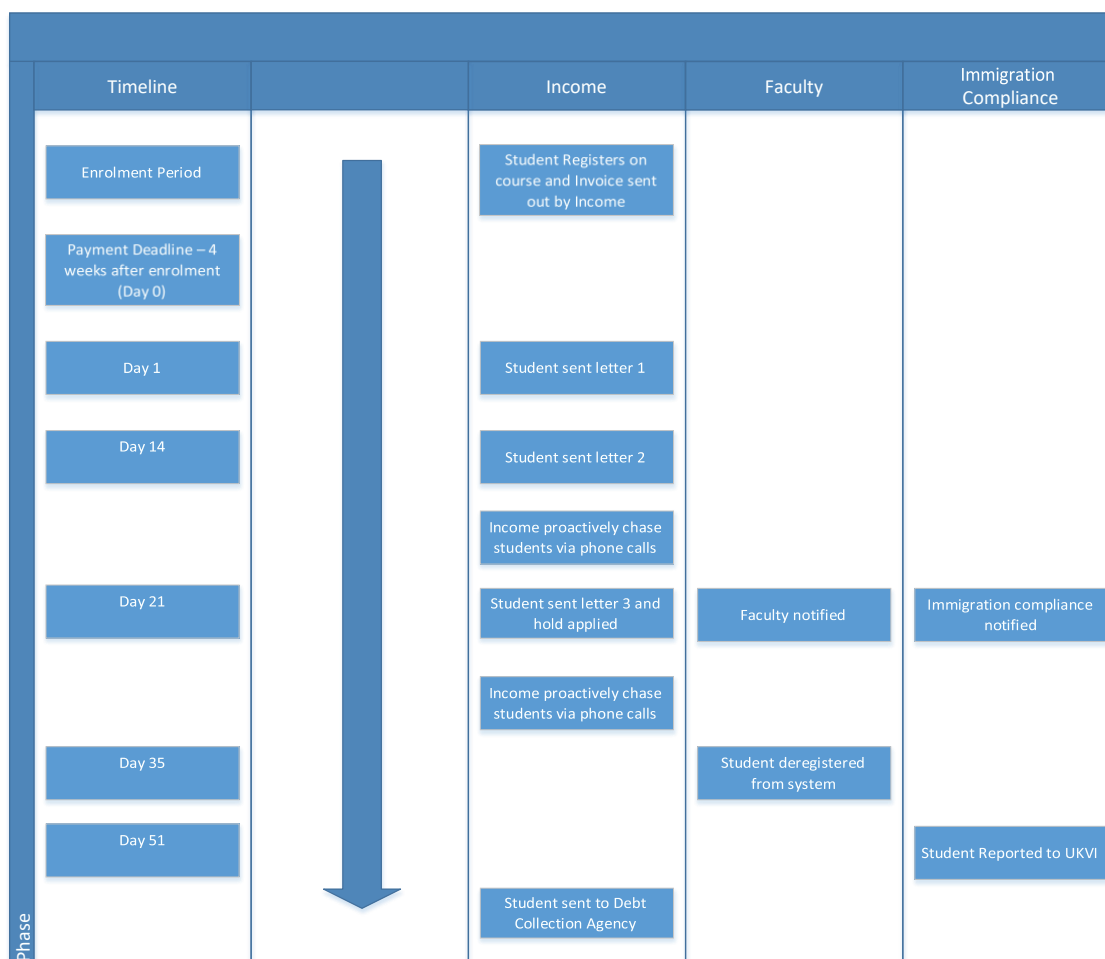 Timeline
Income
Faculty
Immigration
Compliance
Enrolment Period
Student Registers on
course and Invoice sent
out by Income
Payment Deadline – 4
weeks after enrolment
(Day 0)
Day 1
Student sent letter 1
Day 14
Student sent letter 2
Income proactively chase
students via phone calls
Day 21
Student sent letter 3 and
hold applied
Faculty notified
Immigration compliance
notified
Income proactively chase
students via phone calls
Day 35
Student deregistered
from system
Day 51
Student Reported to UKVI
Student sent to Debt
Collection Agency
Phase